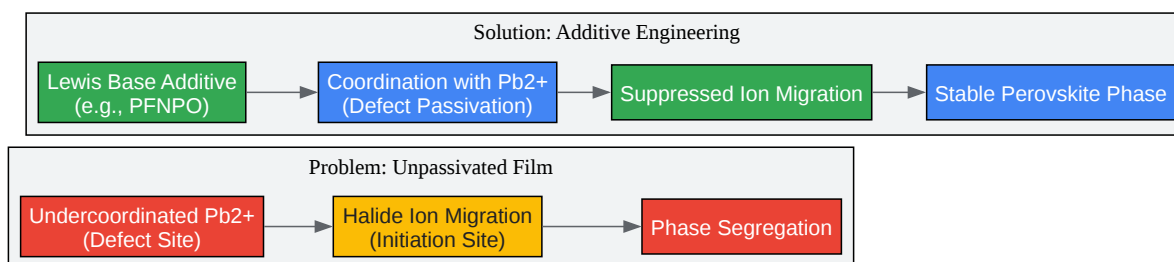 Solution: Additive Engineering
Lewis Base Additive
(e.g., PFNPO)
Coordination with Pb2+
(Defect Passivation)
Suppressed Ion Migration
Stable Perovskite Phase
Problem: Unpassivated Film
Undercoordinated Pb2+
(Defect Site)
Halide Ion Migration
(Initiation Site)
Phase Segregation